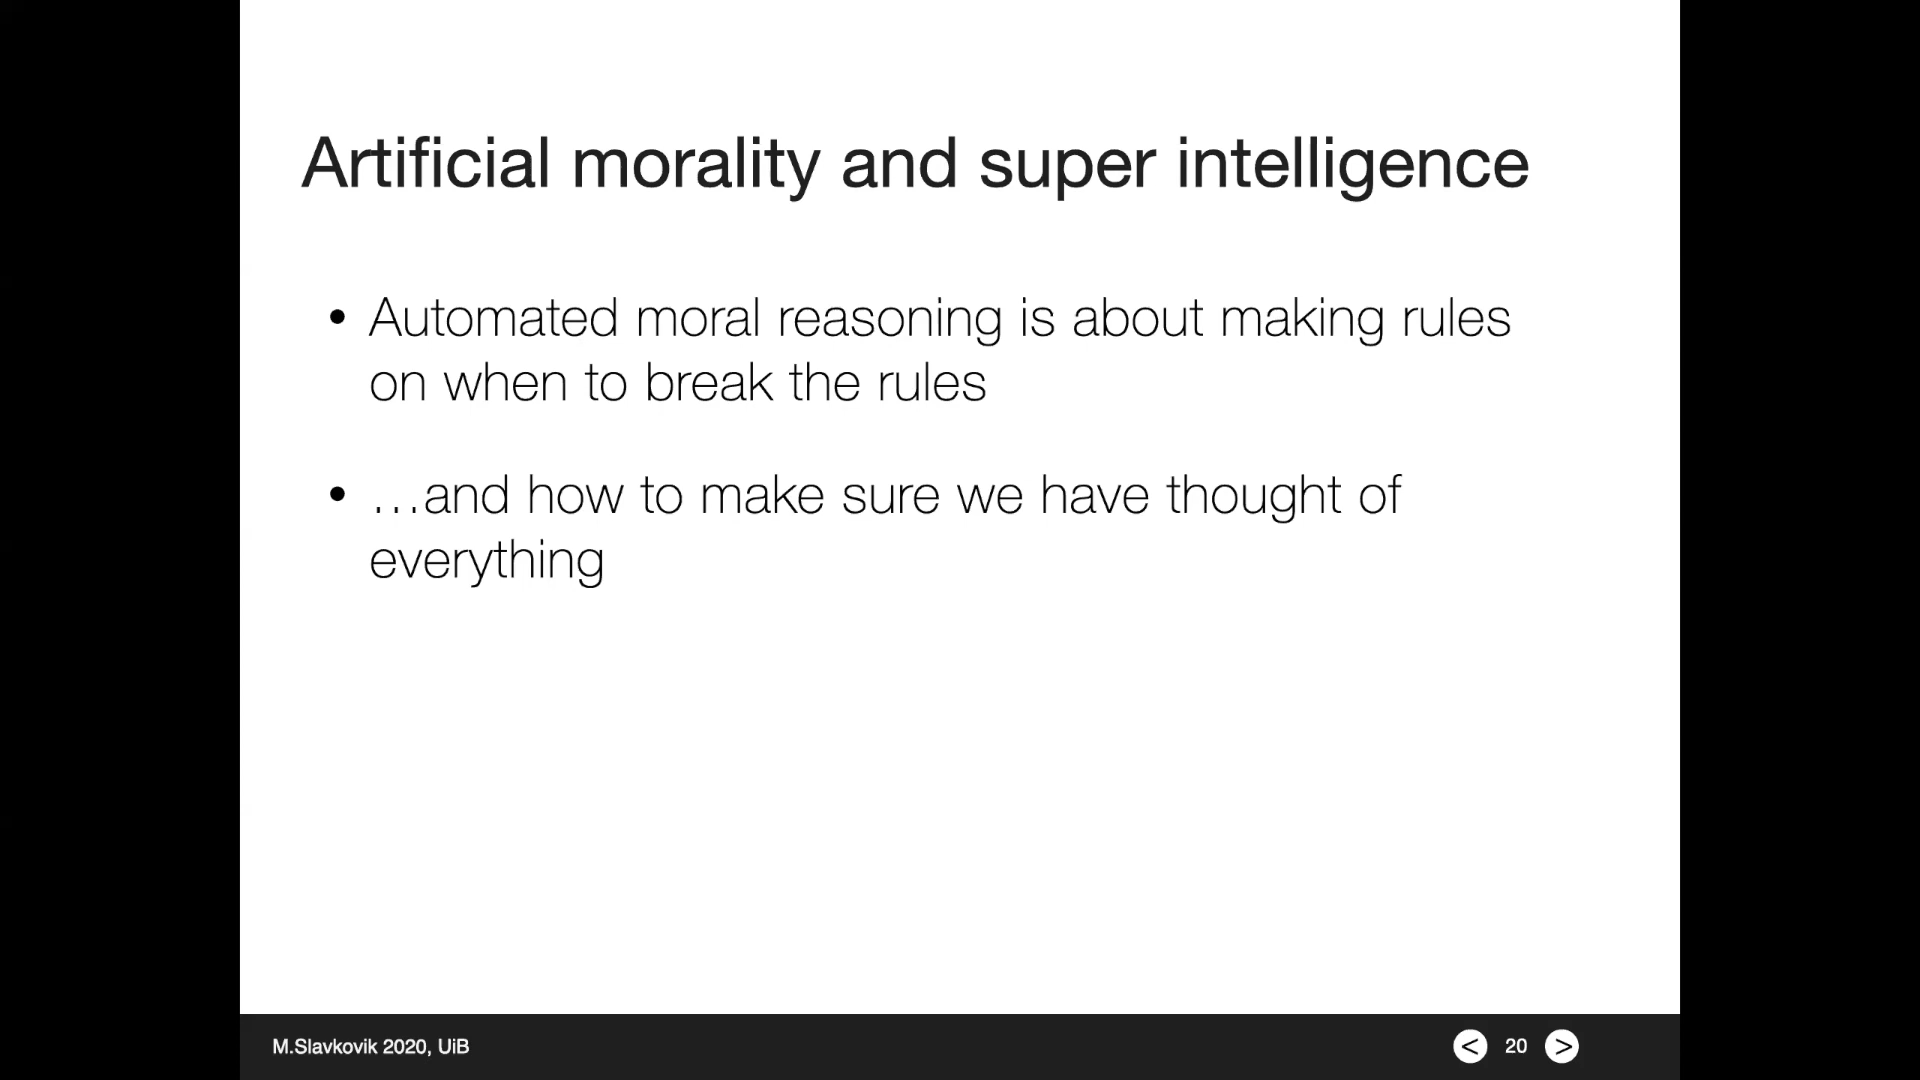 Artificial morality and super intelligence
• Automated moral reasoning is about making rules
on when to break the rules
• …and how to make sure we have thought of
everything
M.Slavkovik 2020, UiB
< 20 >